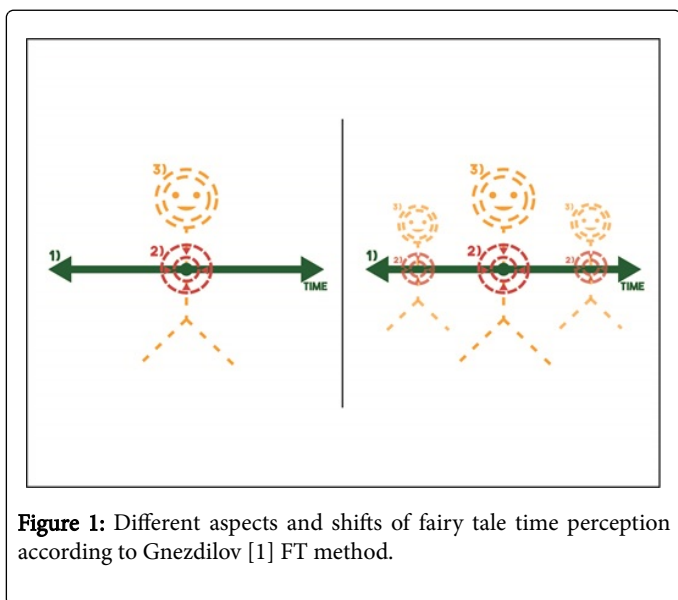 3)
1)
2)
TIME
3)
3)
3)
1)
2)
2)
2)
TIME
Figure 1: Different aspects and shifts of fairy tale time perception
according to Gnezdilov [1] FT method.